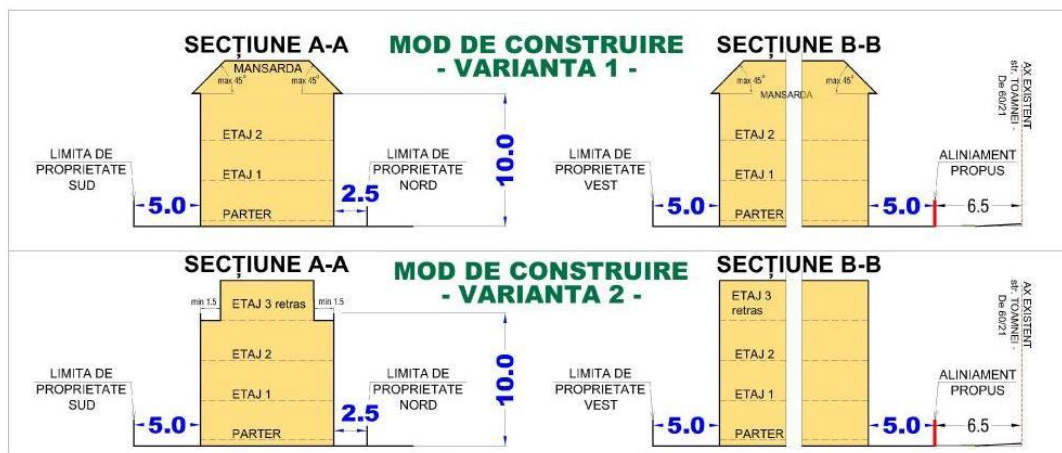 SECȚIUNE A-A
MOD DE CONSTRUIRE
- VARIANTA 1 -
SECȚIUNE B-B
MANSARDA
max 45°
max 45°
ETAJ 2
ETAJ 1
PARTER
LIMITA DE
PROPRIETATE
SUD
5.0
LIMITA DE
PROPRIETATE
NORD
2.5
10.0
max 45°
max 45°
MANSARDA
ETAJ 2
ETAJ 1
PARTER
LIMITA DE
PROPRIETATE
VEST
5.0
5.0
ALINIAMENT
PROPUS
6.5
AX EXISTENT
str. TOAMNEI -
De 60/21
SECȚIUNE A-A
MOD DE CONSTRUIRE
- VARIANTA 2 -
SECȚIUNE B-B
min 1.5
ETAJ 3 retras
min 1.5
ETAJ 2
ETAJ 1
PARTER
LIMITA DE
PROPRIETATE
SUD
5.0
LIMITA DE
PROPRIETATE
NORD
2.5
10.0
ETAJ 3
retras
ETAJ 2
ETAJ 1
PARTER
LIMITA DE
PROPRIETATE
VEST
5.0
5.0
ALINIAMENT
PROPUS
6.5
AX EXISTENT
str. TOAMNEI -
De 60/21